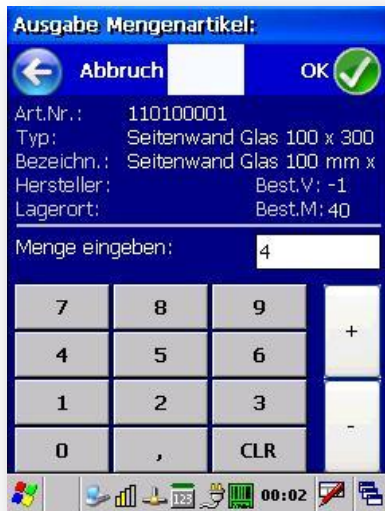 Ausgabe Mengenartikel:
Abbruch OK
Art.Nr.: 110100001
Typ: Seitenwand Glas 100 x 300
Bezeichn.: Seitenwand Glas 100 mm x
Hersteller: Best.V: -1
Lagerort: Best.M: 40
Menge eingeben: 4
7 8 9 +
4 5 6
1 2 3 -
0 , CLR
123 00:02